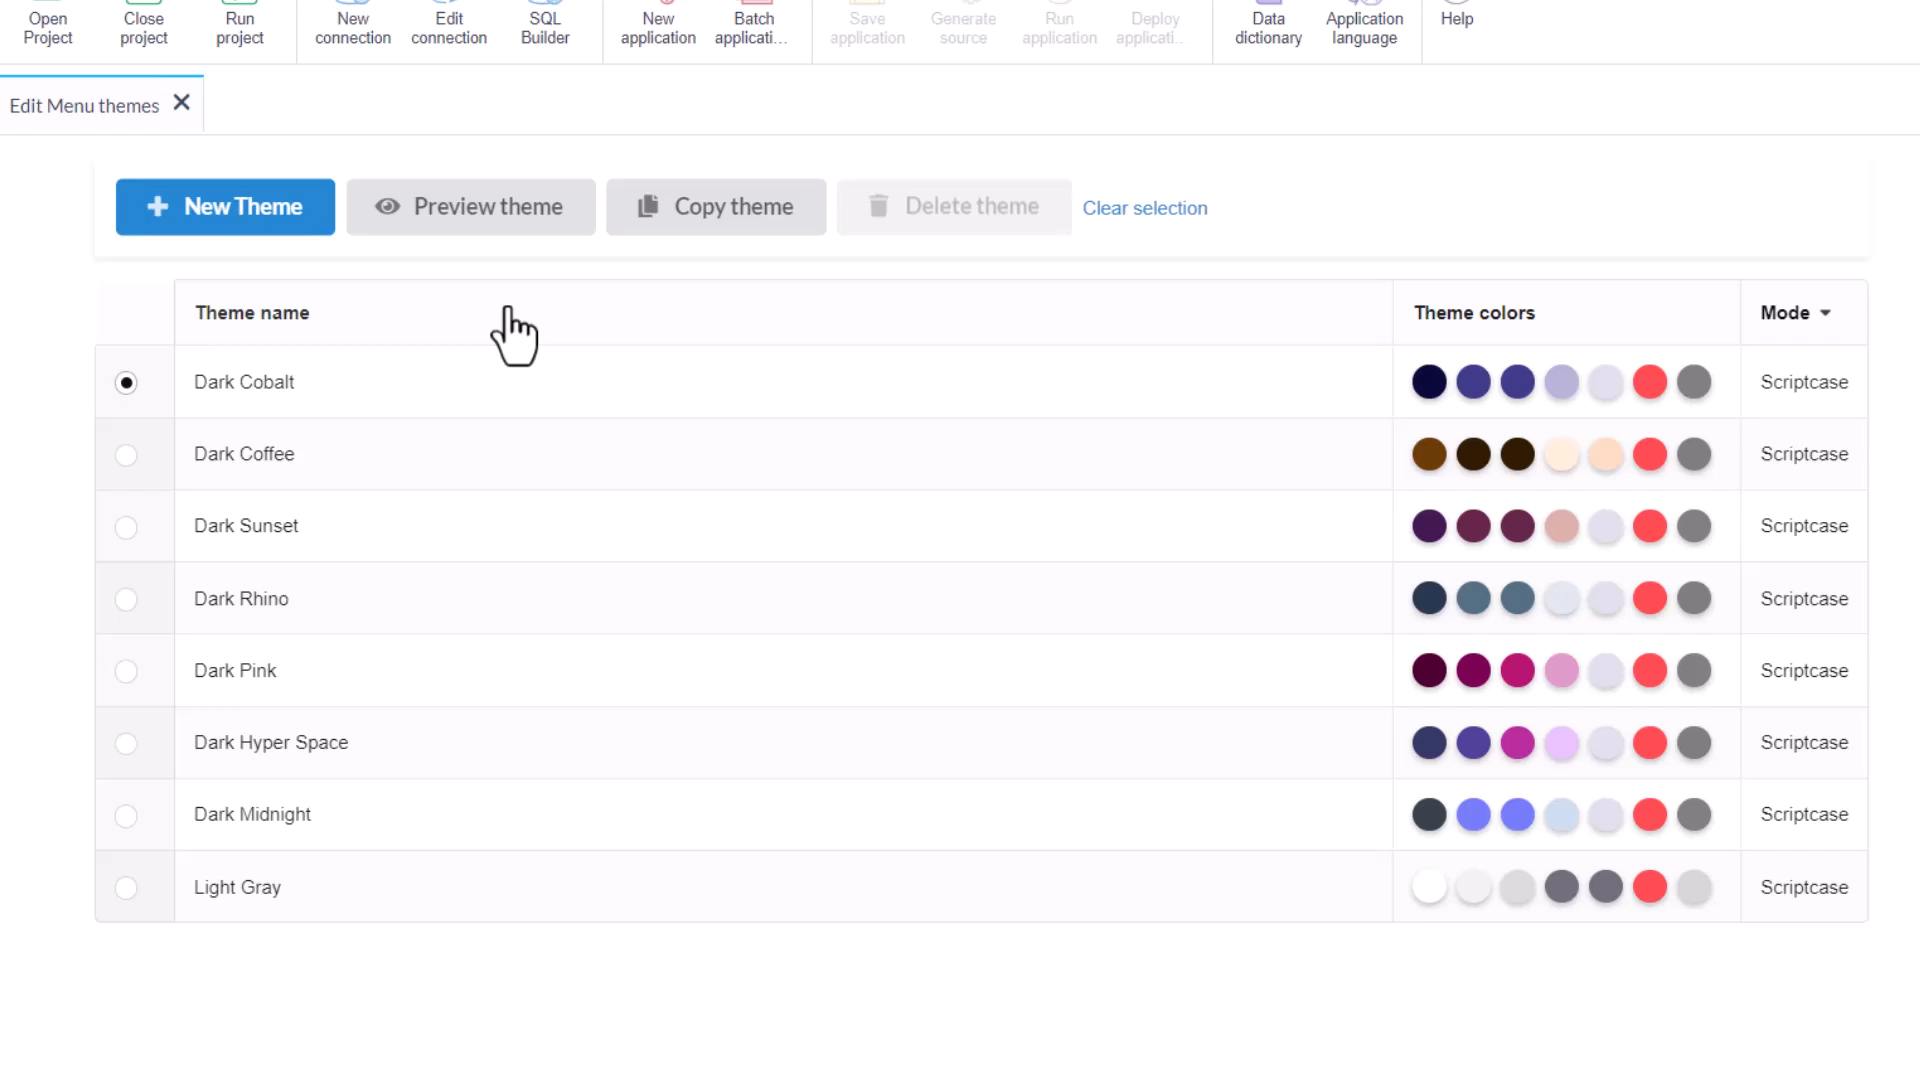 Open Project
Close project
Run project
New connection
Edit connection
SQL Builder
New application
Batch applicati...
Save application
Generate source
Run application
Deploy applicati..
Data dictionary
Application language
Help
Edit Menu themes
New Theme
Preview theme
Copy theme
Delete theme
Clear selection
Theme name
Theme colors
Mode
Dark Cobalt
Scriptcase
Dark Coffee
Scriptcase
Dark Sunset
Scriptcase
Dark Rhino
Scriptcase
Dark Pink
Scriptcase
Dark Hyper Space
Scriptcase
Dark Midnight
Scriptcase
Light Gray
Scriptcase